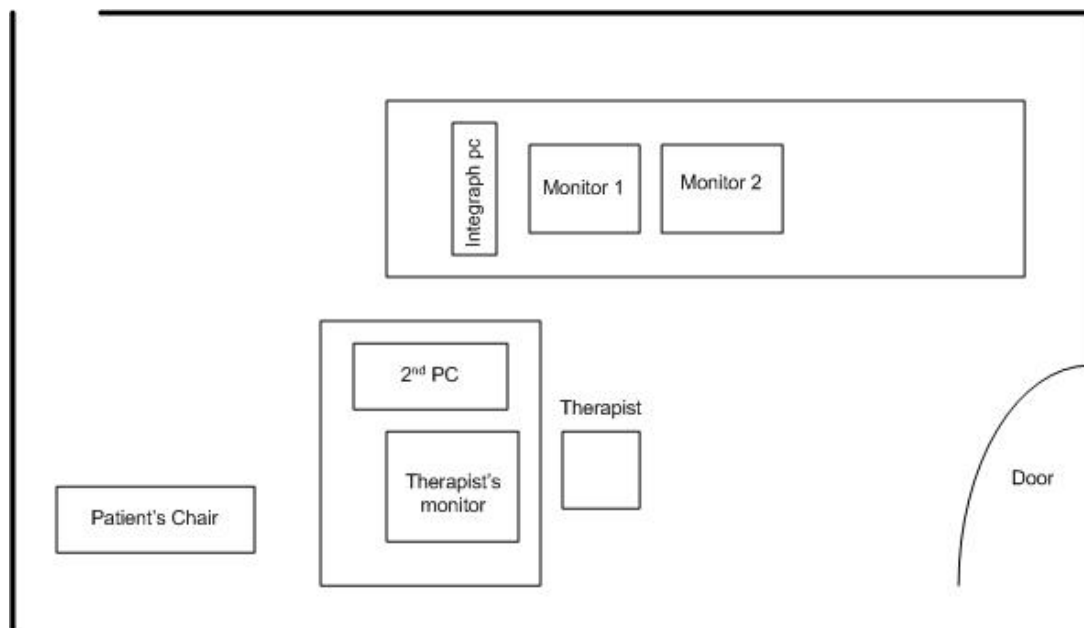 Integraph pc
Monitor 1
Monitor 2
2nd PC
Therapist
Therapist's
monitor
Door
Patient's Chair